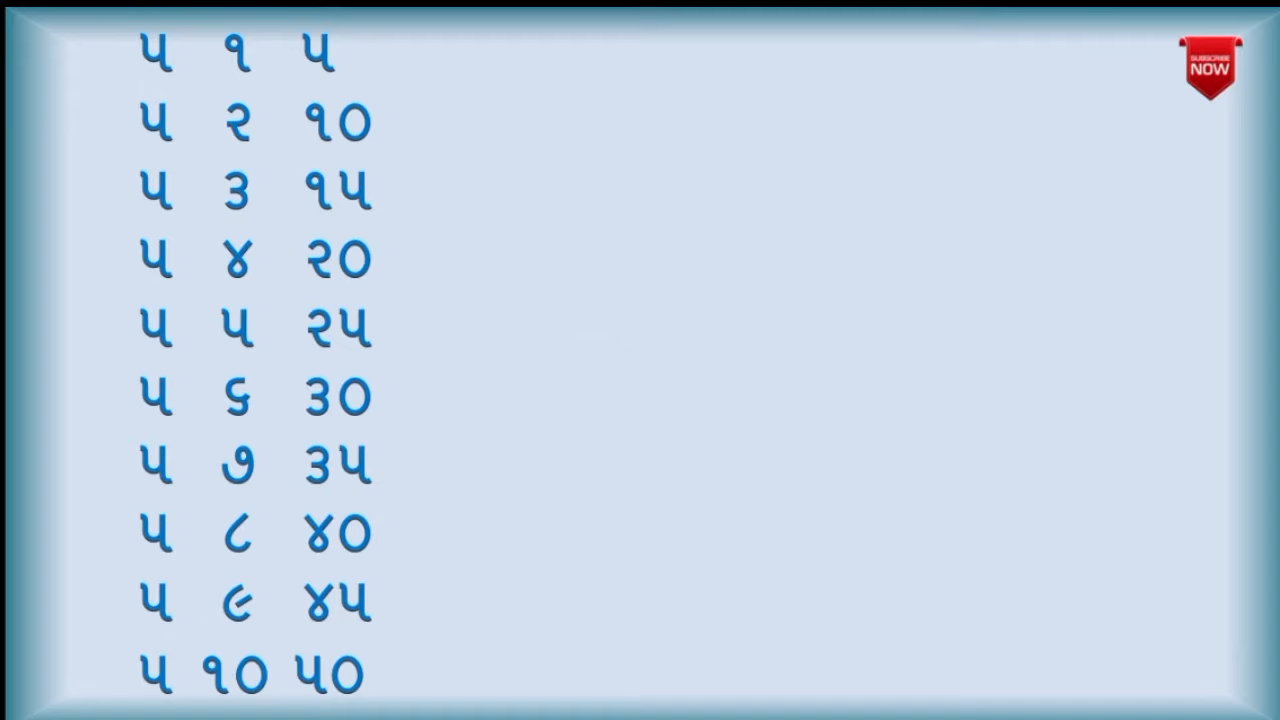 ૫ ૧ ૫
૫ ૨ ૧૦
૫ ૩ ૧૫
૫ ૪ ૨૦
૫ ૫ ૨૫
૫ ૬ ૩૦
૫ ૭ ૩૫
૫ ૮ ૪૦
૫ ૯ ૪૫
૫ ૧૦ ૫૦
SUBSCRIBE
NOW